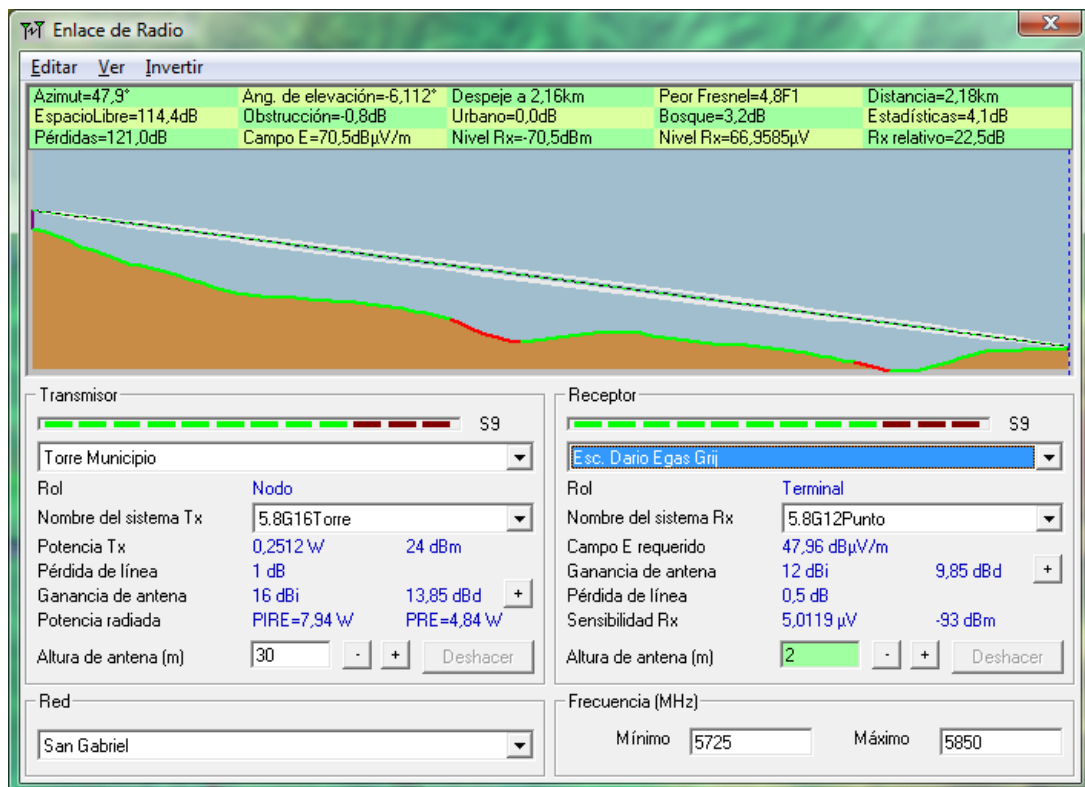 Enlace de Radio
Editar Ver Invertir
Azimut=47,9° Ang. de elevación=-6,112° Despeje a 2,16km Peor Fresnel=4,8F1 Distancia=2,18km
EspacioLibre=114,4dB Obstrucción=-0,8dB Urbano=0,0dB Bosque=3,2dB Estadísticas=4,1dB
Pérdidas=121,0dB Campo E=70,5dBµV/m Nivel Rx=-70,5dBm Nivel Rx=66,9585µV Rx relativo=22,5dB
Transmisor
S9
Torre Municipio
Rol Nodo
Nombre del sistema Tx 5.8G16Torre
Potencia Tx 0,2512 W 24 dBm
Pérdida de línea 1 dB
Ganancia de antena 16 dBi 13,85 dBd +
Potencia radiada PIRE=7,94 W PRE=4,84 W
Altura de antena (m) 30 - + Deshacer
Red
San Gabriel
Receptor
S9
Esc. Dario Egas Grij
Rol Terminal
Nombre del sistema Rx 5.8G12Punto
Campo E requerido 47,96 dBµV/m
Ganancia de antena 12 dBi 9,85 dBd +
Pérdida de línea 0,5 dB
Sensibilidad Rx 5,0119 µV -93 dBm
Altura de antena (m) 2 - + Deshacer
Frecuencia (MHz)
Mínimo 5725 Máximo 5850